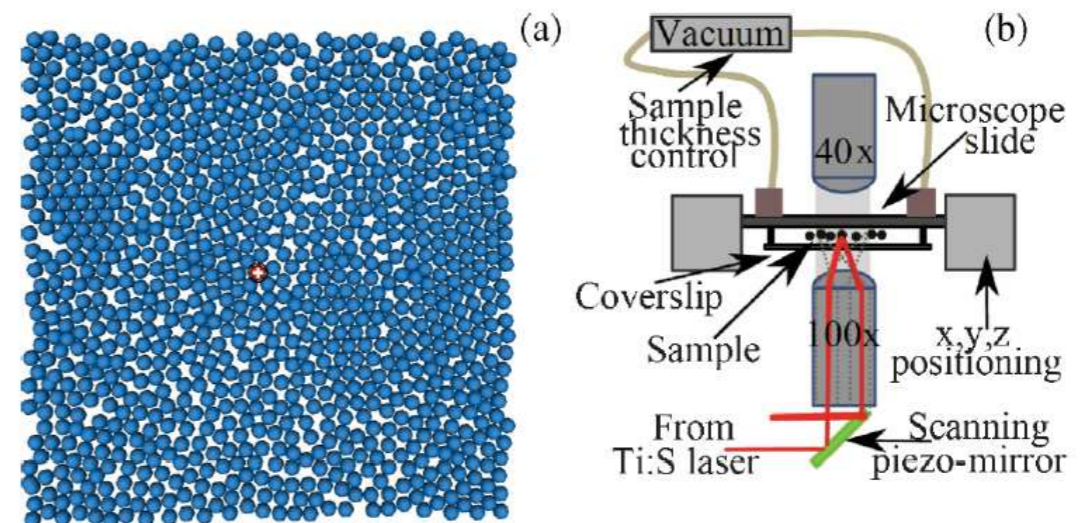 (a)
(b)
Vacuum
Sample
thickness
control
Microscope
slide
40x
Coverslip
Sample
100x
x,y,z
positioning
From
Ti:S laser
Scanning
piezo-mirror